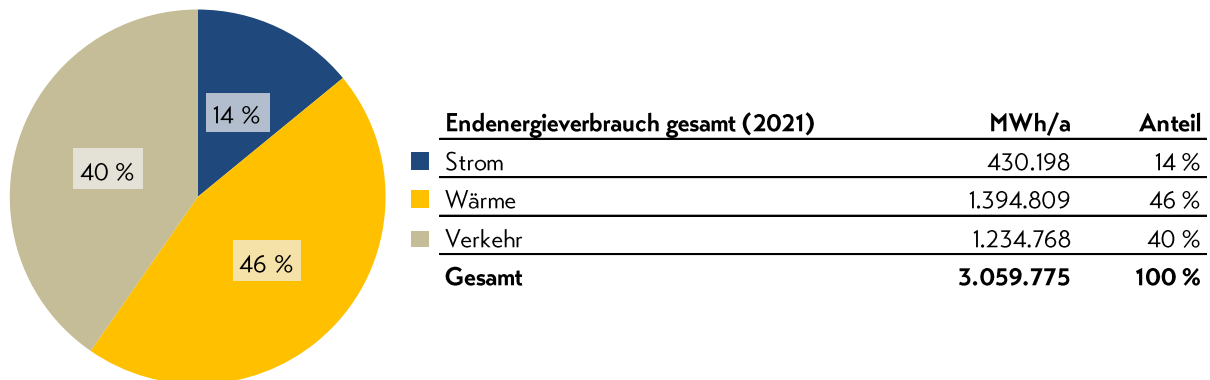 14 %
40 %
46 %
Endenergieverbrauch gesamt (2021) MWh/a Anteil
Strom 430.198 14 %
Wärme 1.394.809 46 %
Verkehr 1.234.768 40 %
Gesamt 3.059.775 100 %